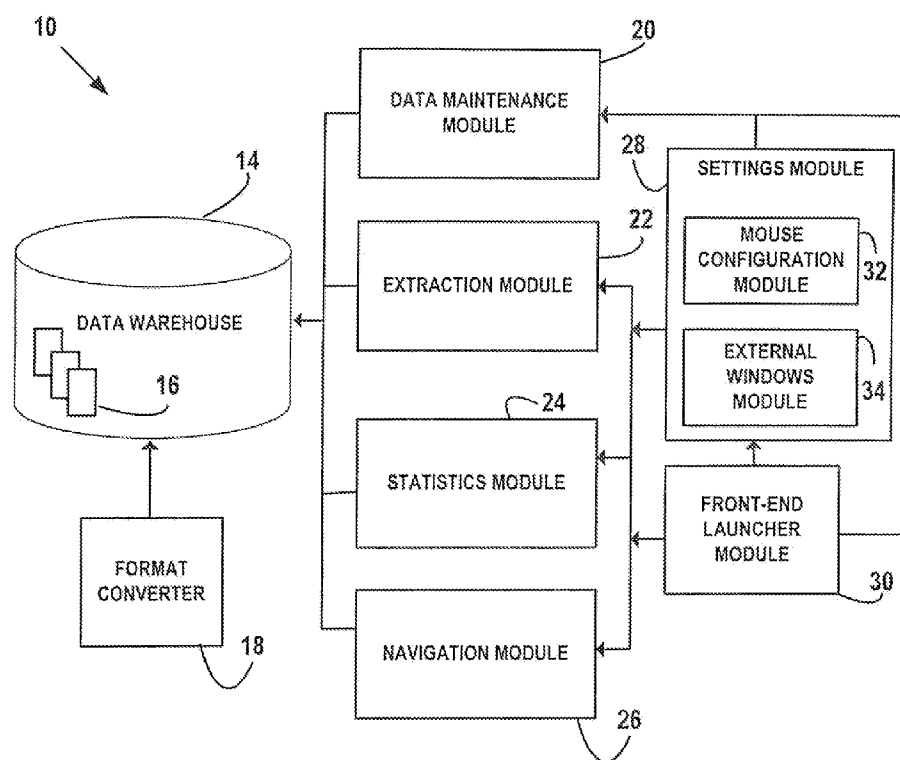 10
20
DATA MAINTENANCE
MODULE
14
28
SETTINGS MODULE
22
MOUSE
CONFIGURATION
MODULE
32
EXTRACTION MODULE
DATA WAREHOUSE
16
EXTERNAL
WINDOWS
MODULE
34
24
STATISTICS MODULE
FRONT-END
LAUNCHER
MODULE
30
FORMAT
CONVERTER
18
NAVIGATION MODULE
26